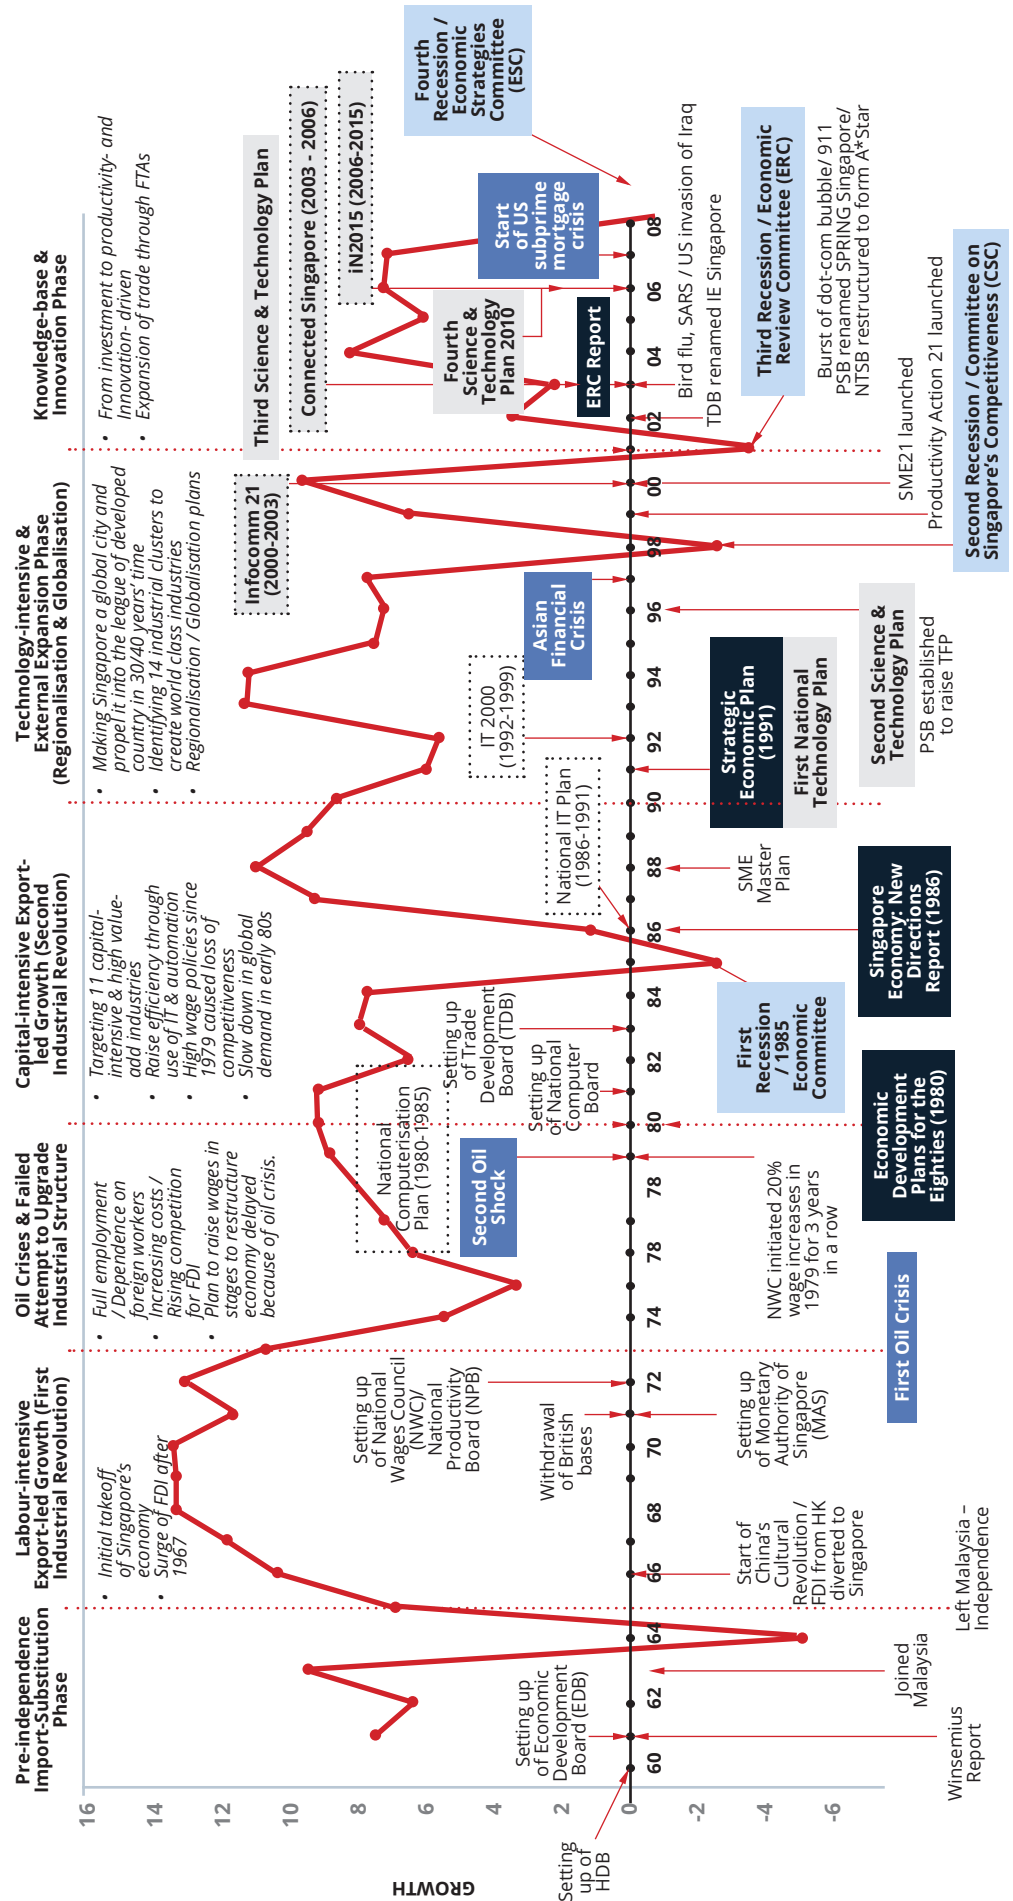 Pre-independence
Import-Substitution
Phase
Labour-intensive
Export-led Growth (First
Industrial Revolution)
Oil Crises & Failed
Attempt to Upgrade
Industrial Structure
Capital-intensive Export-
led Growth (Second
Industrial Revolution)
Technology-intensive &
External Expansion Phase
(Regionalisation & Globalisation)
Knowledge-base &
Innovation Phase
• Initial takeoff
of Singapore's
economy
• Surge of FDI after
1967
• Full employment
/ Dependence on
foreign workers
• Increasing costs /
Rising competition
for FDI
• Plan to raise wages in
stages to restructure
economy delayed
because of oil crisis.
• Targeting 11 capital-
intensive & high value-
add industries
• Raise efficiency through
use of IT & automation
• High wage policies since
1979 caused loss of
competitiveness
• Slow down in global
demand in early 80s
• Making Singapore a global city and
propel it into the league of developed
country in 30/40 years' time
• Identifying 14 industrial clusters to
create world class industries
• Regionalisation / Globalisation plans
• From investment to productivity- and
Innovation- driven
• Expansion of trade through FTAs
GROWTH
16
14
12
10
8
6
4
2
0
-2
-4
-6
60
62
64
66
68
70
72
74
78
78
80
82
84
86
88
90
92
94
96
98
00
02
04
06
08
Setting
up of
HDB
Setting up
of Economic
Development
Board (EDB)
Winsemius
Report
Joined
Malaysia
Left Malaysia –
Independence
Start of
China's
Cultural
Revolution /
FDI from HK
diverted to
Singapore
Setting up
of National
Wages Council
(NWC)/
National
Productivity
Board (NPB)
Withdrawal
of British
bases
Setting up
of Monetary
Authority of
Singapore
(MAS)
First Oil Crisis
National
Computerisation
Plan (1980-1985)
Second Oil
Shock
NWC initiated 20%
wage increases in
1979 for 3 years
in a row
Economic
Development
Plans for the
Eighties (1980)
Setting up
of Trade
Development
Board (TDB)
Setting up
of National
Computer
Board
First
Recession
/ 1985
Economic
Committee
National IT Plan
(1986-1991)
Singapore
Economy: New
Directions
Report (1986)
SME
Master
Plan
IT 2000
(1992-1999)
Strategic
Economic Plan
(1991)
First National
Technology Plan
Asian
Financial
Crisis
Second Science &
Technology Plan
PSB established
to raise TFP
Infocomm 21
(2000-2003)
Second Recession / Committee on
Singapore's Competitiveness (CSC)
SME21 launched
Productivity Action 21 launched
Third Science & Technology Plan
Connected Singapore (2003 - 2006)
iN2015 (2006-2015)
Fourth
Science &
Technology
Plan 2010
ERC Report
Start
of US
subprime
mortgage
crisis
Fourth
Recession /
Economic
Strategies
Committee
(ESC)
Bird flu, SARS / US invasion of Iraq
TDB renamed IE Singapore
Third Recession / Economic
Review Committee (ERC)
Burst of dot-com bubble/ 911
PSB renamed SPRING Singapore/
NTSB restructured to form A*Star